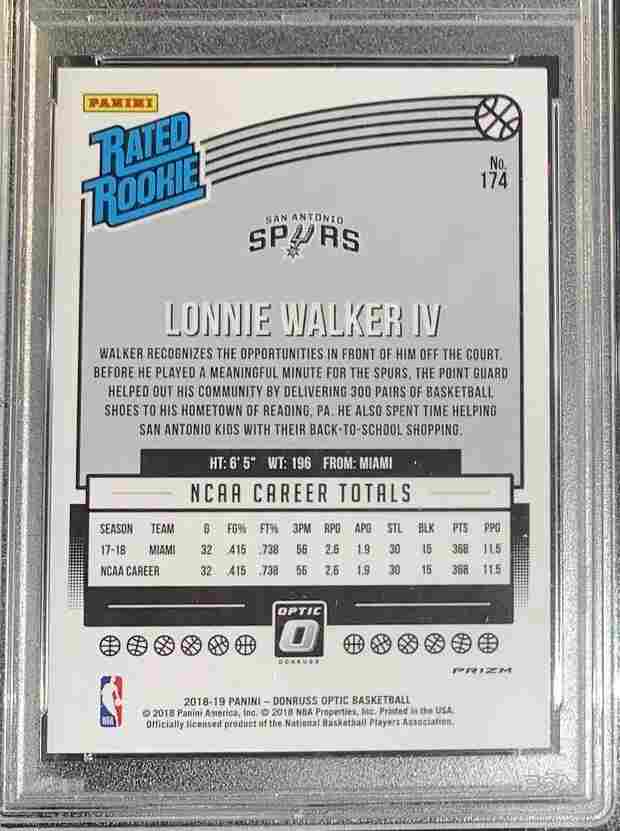 PANINI
RATED
ROOKIE
No.
174
SAN ANTONIO
SPURS
LONNIE WALKER IV
WALKER RECOGNIZES THE OPPORTUNITIES IN FRONT OF HIM OFF THE COURT.
BEFORE HE PLAYED A MEANINGFUL MINUTE FOR THE SPURS, THE POINT GUARD
HELPED OUT HIS COMMUNITY BY DELIVERING 300 PAIRS OF BASKETBALL
SHOES TO HIS HOMETOWN OF READING, PA. HE ALSO SPENT TIME HELPING
SAN ANTONIO KIDS WITH THEIR BACK-TO-SCHOOL SHOPPING.
HT: 6' 5" WT: 196 FROM: MIAMI
NCAA CAREER TOTALS
SEASON TEAM G FG% FT% 3PM RPG APG STL BLK PTS PPG
17-18 MIAMI 32 .415 .738 56 2.6 1.9 30 15 368 11.5
NCAA CAREER 32 .415 .738 56 2.6 1.9 30 15 368 11.5
OPTIC
DONRUSS
PRIZM
NBA
2018-19 PANINI – DONRUSS OPTIC BASKETBALL
© 2018 Panini America, Inc. © 2018 NBA Properties, Inc. Printed in the USA.
Officially licensed product of the National Basketball Players Association.
PSA